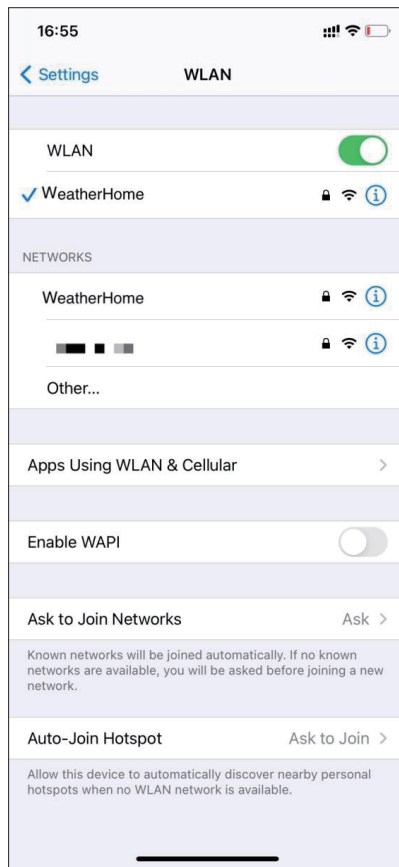 16:55
Settings
WLAN
WLAN
WeatherHome
NETWORKS
WeatherHome
Other...
Apps Using WLAN & Cellular
Enable WAPI
Ask to Join Networks
Ask
Known networks will be joined automatically. If no known
networks are available, you will be asked before joining a new
network.
Auto-Join Hotspot
Ask to Join
Allow this device to automatically discover nearby personal
hotspots when no WLAN network is available.